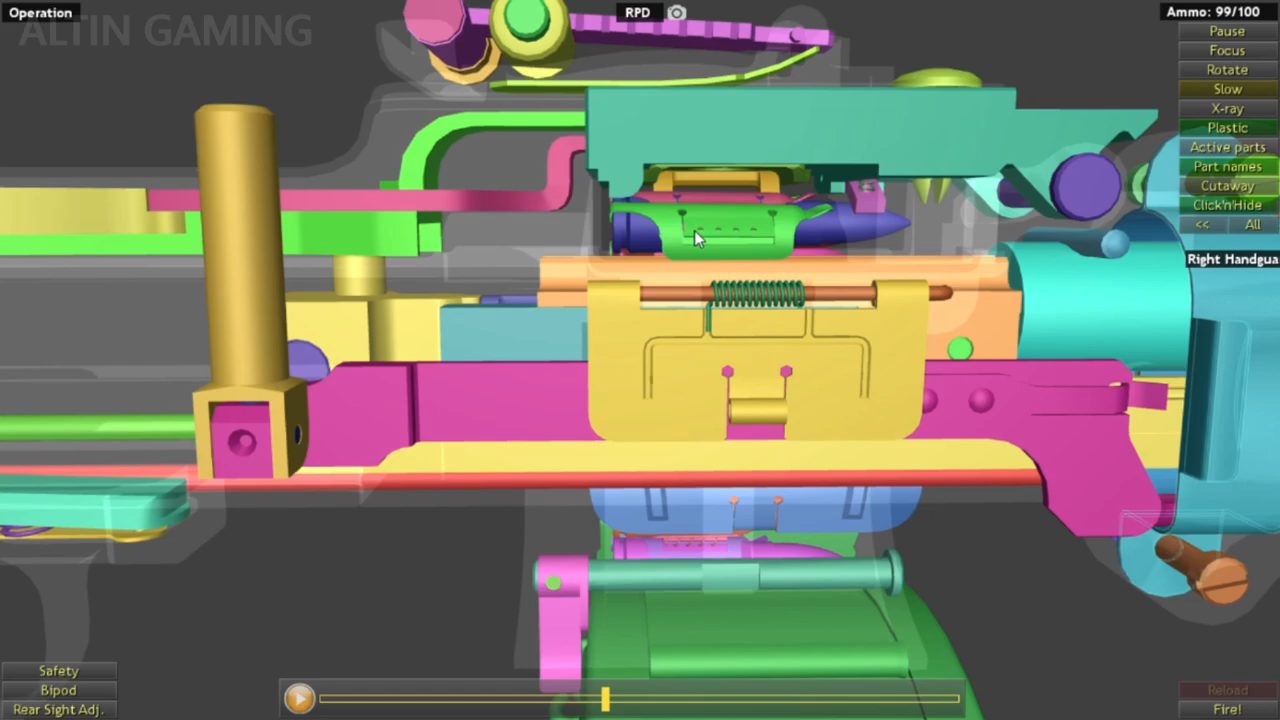 Operation
ALTIN GAMING
RPD
Ammo: 99/100
Pause
Focus
Rotate
Slow
X-ray
Plastic
Active parts
Part names
Cutaway
Click'n'Hide
<< All
Right Handgua
Safety
Bipod
Rear Sight Adj.
Reload
Fire!